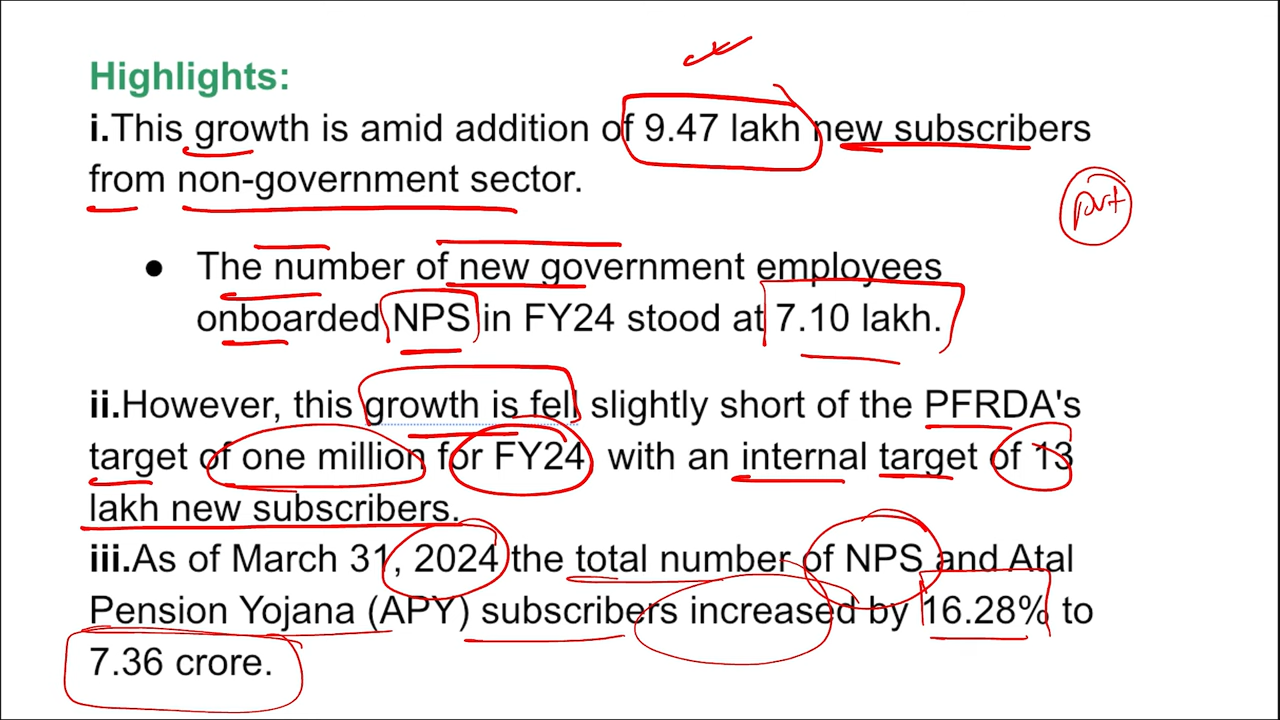 Highlights:
i.This growth is amid addition of 9.47 lakh new subscribers
from non-government sector.
pvt
● The number of new government employees
onboarded NPS in FY24 stood at 7.10 lakh.
ii.However, this growth is fell slightly short of the PFRDA's
target of one million for FY24, with an internal target of 13
lakh new subscribers.
iii.As of March 31, 2024 the total number of NPS and Atal
Pension Yojana (APY) subscribers increased by 16.28% to
7.36 crore.